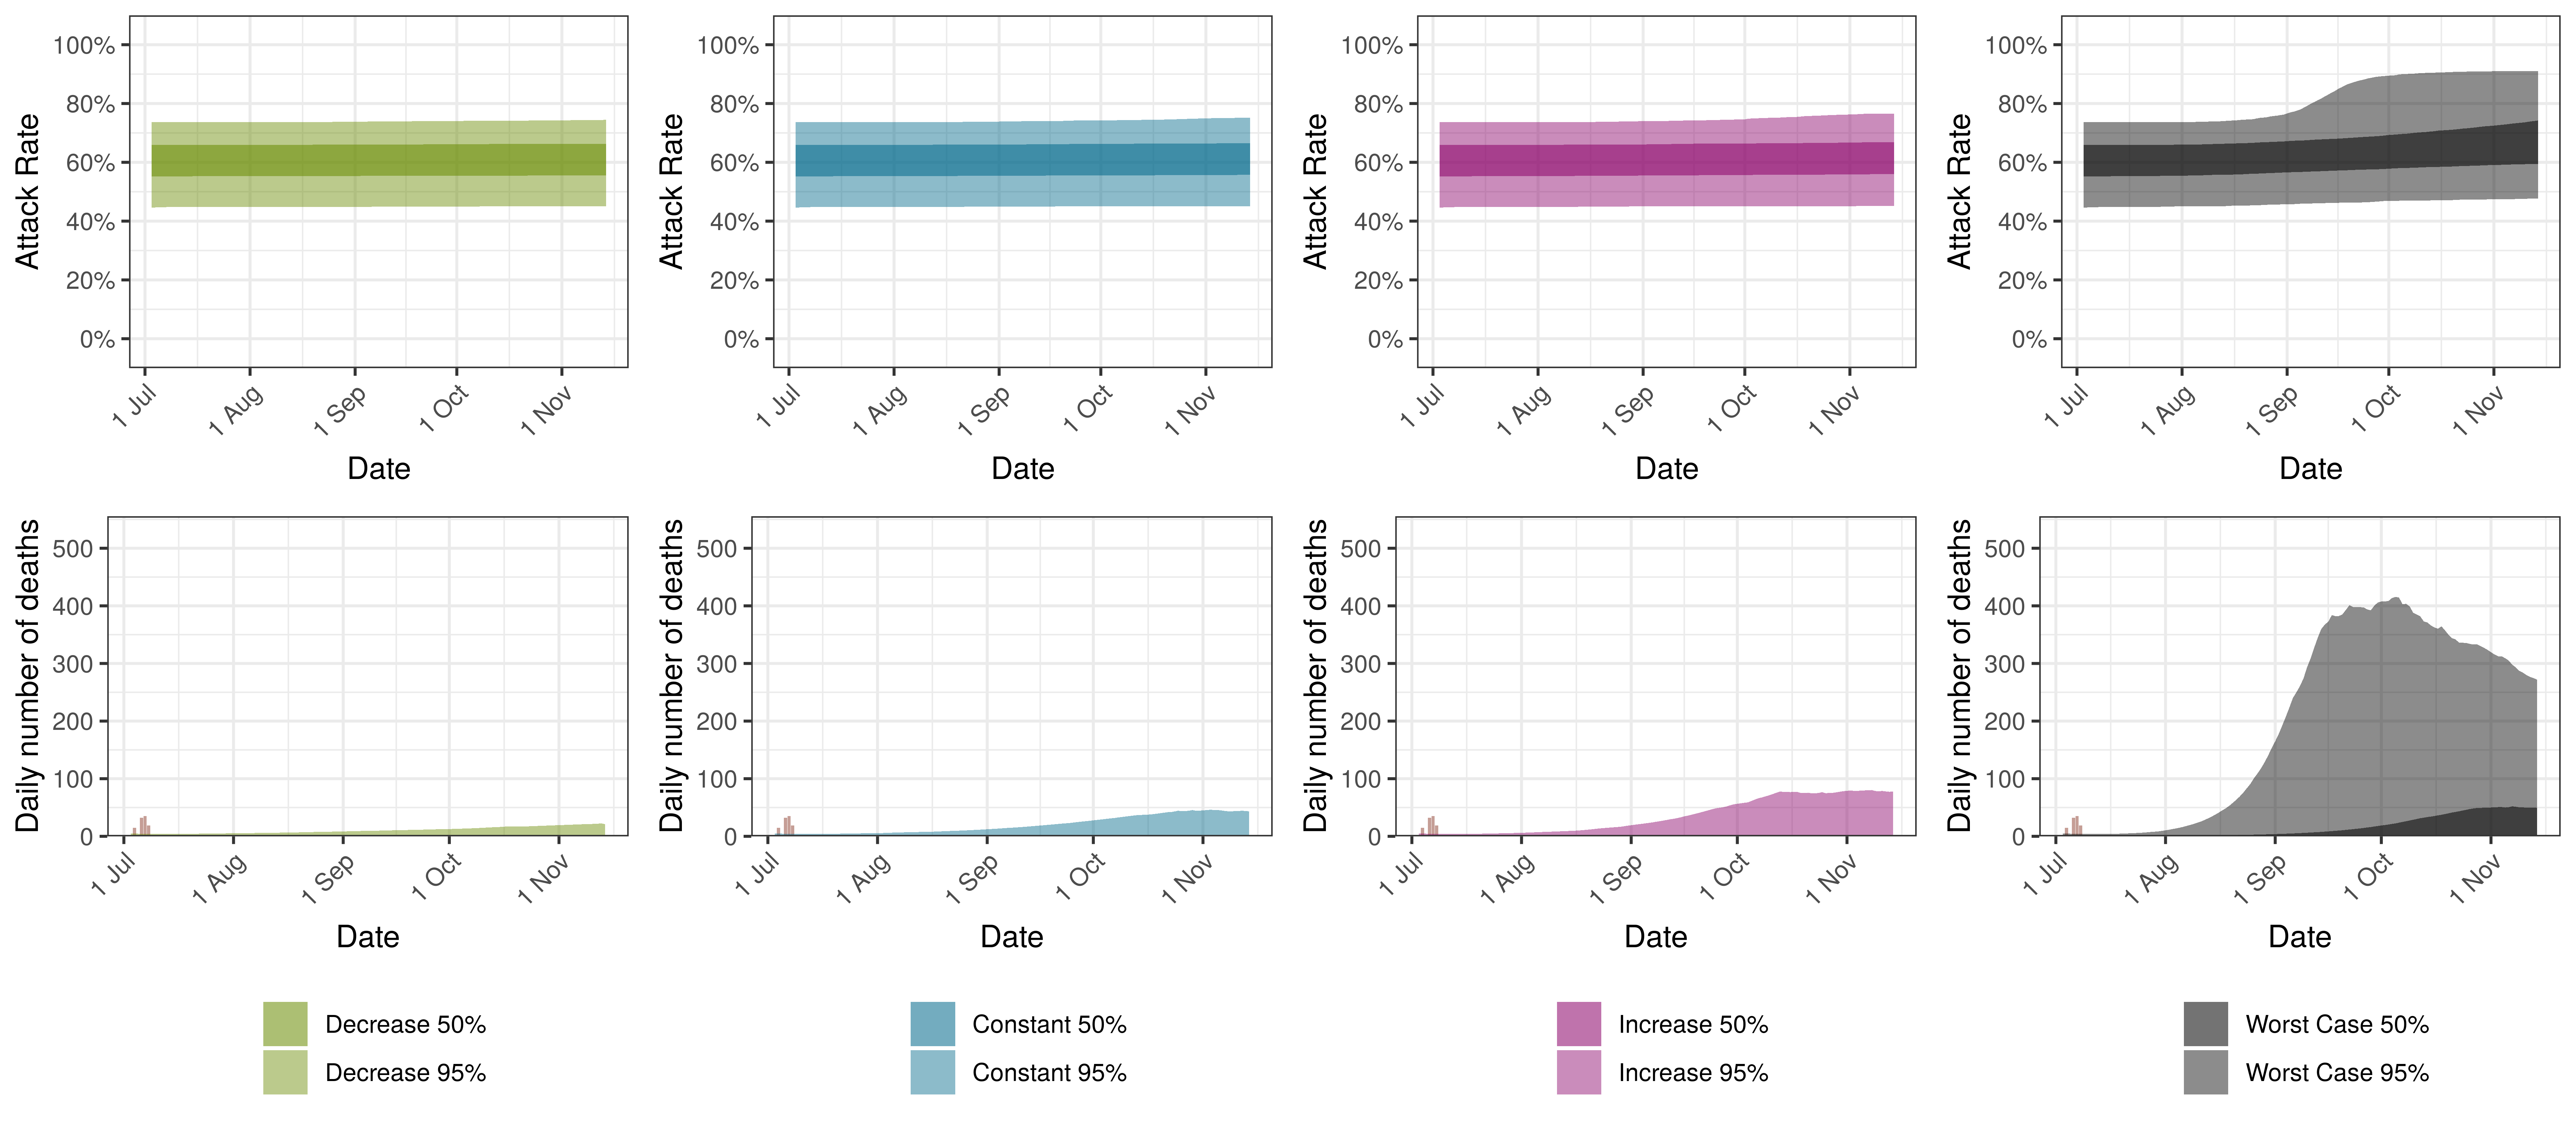 Attack Rate
100%
80%
60%
40%
20%
0%
1 Jul
1 Aug
1 Sep
1 Oct
1 Nov
Date
Attack Rate
100%
80%
60%
40%
20%
0%
1 Jul
1 Aug
1 Sep
1 Oct
1 Nov
Date
Attack Rate
100%
80%
60%
40%
20%
0%
1 Jul
1 Aug
1 Sep
1 Oct
1 Nov
Date
Attack Rate
100%
80%
60%
40%
20%
0%
1 Jul
1 Aug
1 Sep
1 Oct
1 Nov
Date
Daily number of deaths
500
400
300
200
100
0
1 Jul
1 Aug
1 Sep
1 Oct
1 Nov
Date
Daily number of deaths
500
400
300
200
100
0
1 Jul
1 Aug
1 Sep
1 Oct
1 Nov
Date
Daily number of deaths
500
400
300
200
100
0
1 Jul
1 Aug
1 Sep
1 Oct
1 Nov
Date
Daily number of deaths
500
400
300
200
100
0
1 Jul
1 Aug
1 Sep
1 Oct
1 Nov
Date
Decrease 50%
Decrease 95%
Constant 50%
Constant 95%
Increase 50%
Increase 95%
Worst Case 50%
Worst Case 95%